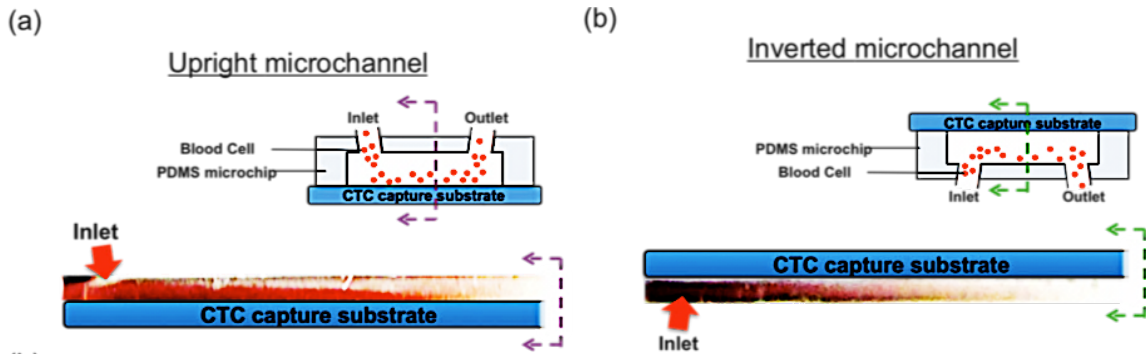 (a)
Upright microchannel
Inlet
Outlet
Blood Cell
PDMS microchip
CTC capture substrate
Inlet
CTC capture substrate
(b)
Inverted microchannel
CTC capture substrate
PDMS microchip
Blood Cell
Inlet
Outlet
CTC capture substrate
Inlet